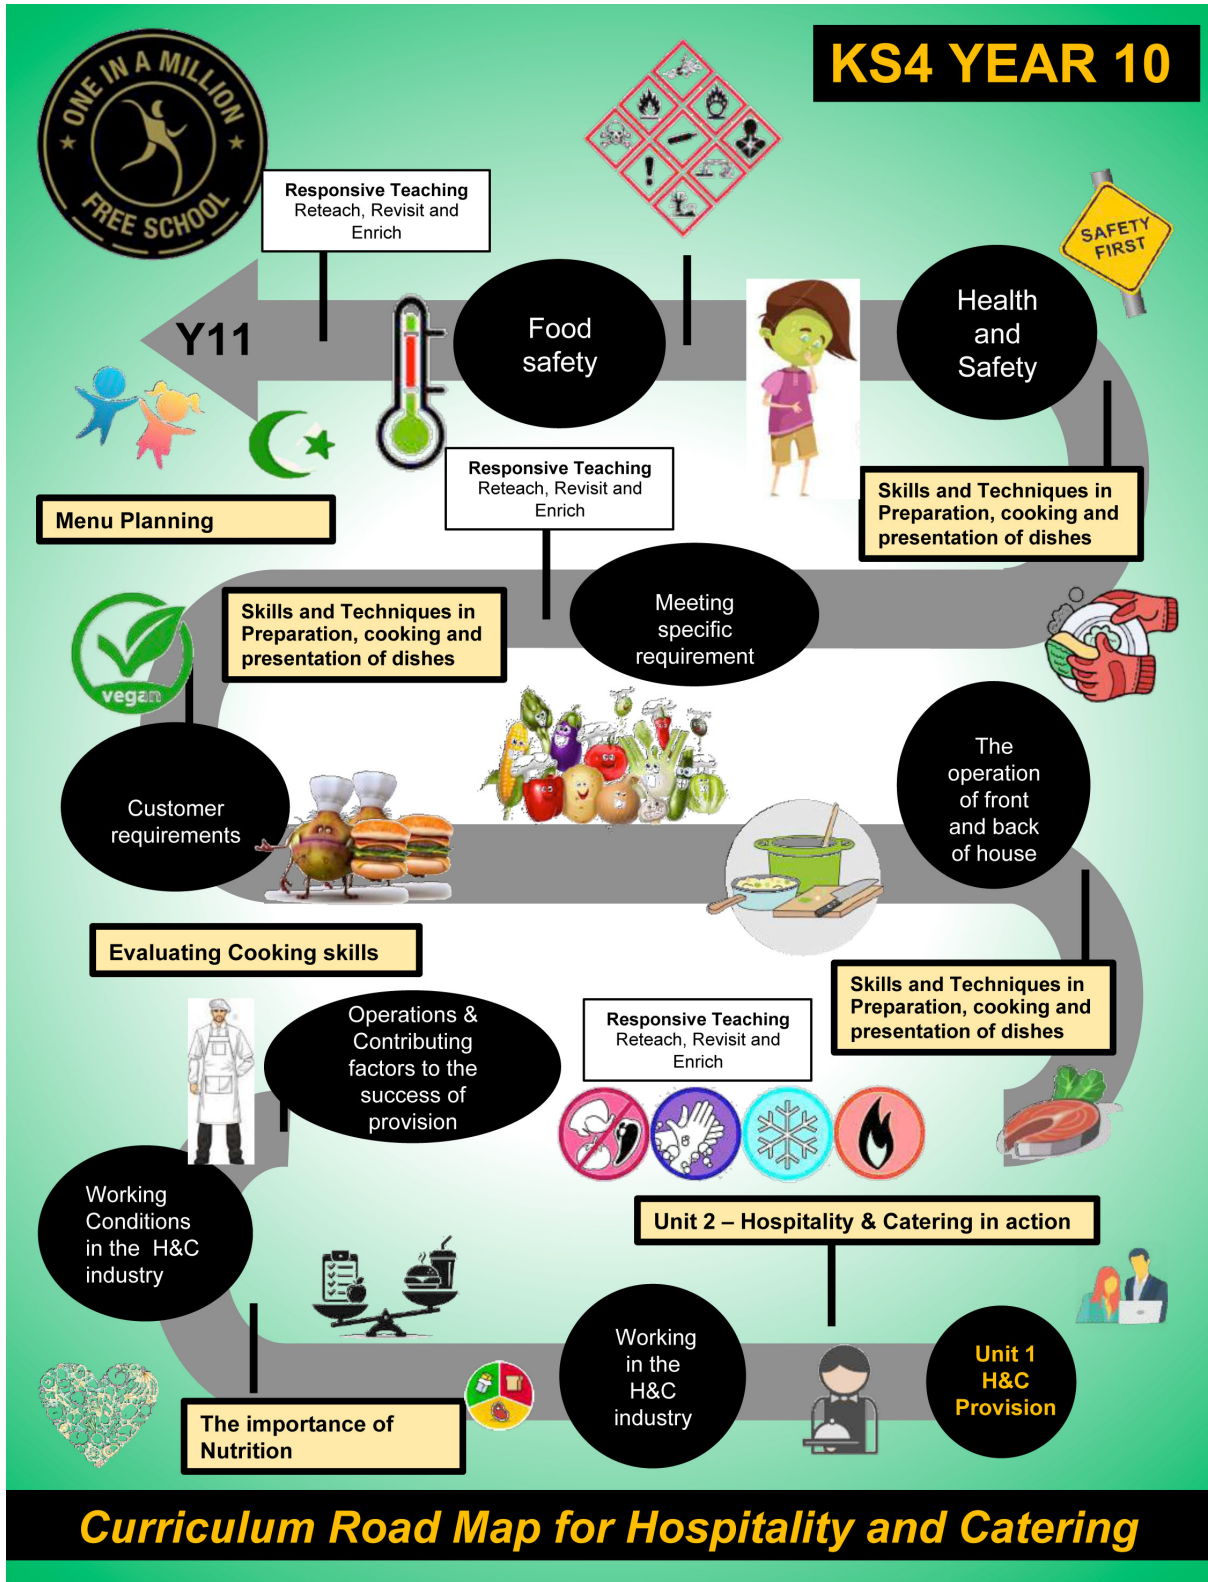 KS4 YEAR 10
ONE IN A MILLION
FREE SCHOOL
Responsive Teaching
Reteach, Revisit and
Enrich
SAFETY
FIRST
Y11
Food
safety
Health
and
Safety
Menu Planning
Responsive Teaching
Reteach, Revisit and
Enrich
Skills and Techniques in
Preparation, cooking and
presentation of dishes
vegan
Skills and Techniques in
Preparation, cooking and
presentation of dishes
Meeting
specific
requirement
Customer
requirements
The
operation
of front
and back
of house
Evaluating Cooking skills
Operations &
Contributing
factors to the
success of
provision
Responsive Teaching
Reteach, Revisit and
Enrich
Skills and Techniques in
Preparation, cooking and
presentation of dishes
Working
Conditions
in the  H&C
industry
Unit 2 – Hospitality & Catering in action
Working
in the
H&C
industry
Unit 1
H&C
Provision
The importance of
Nutrition
Curriculum Road Map for Hospitality and Catering